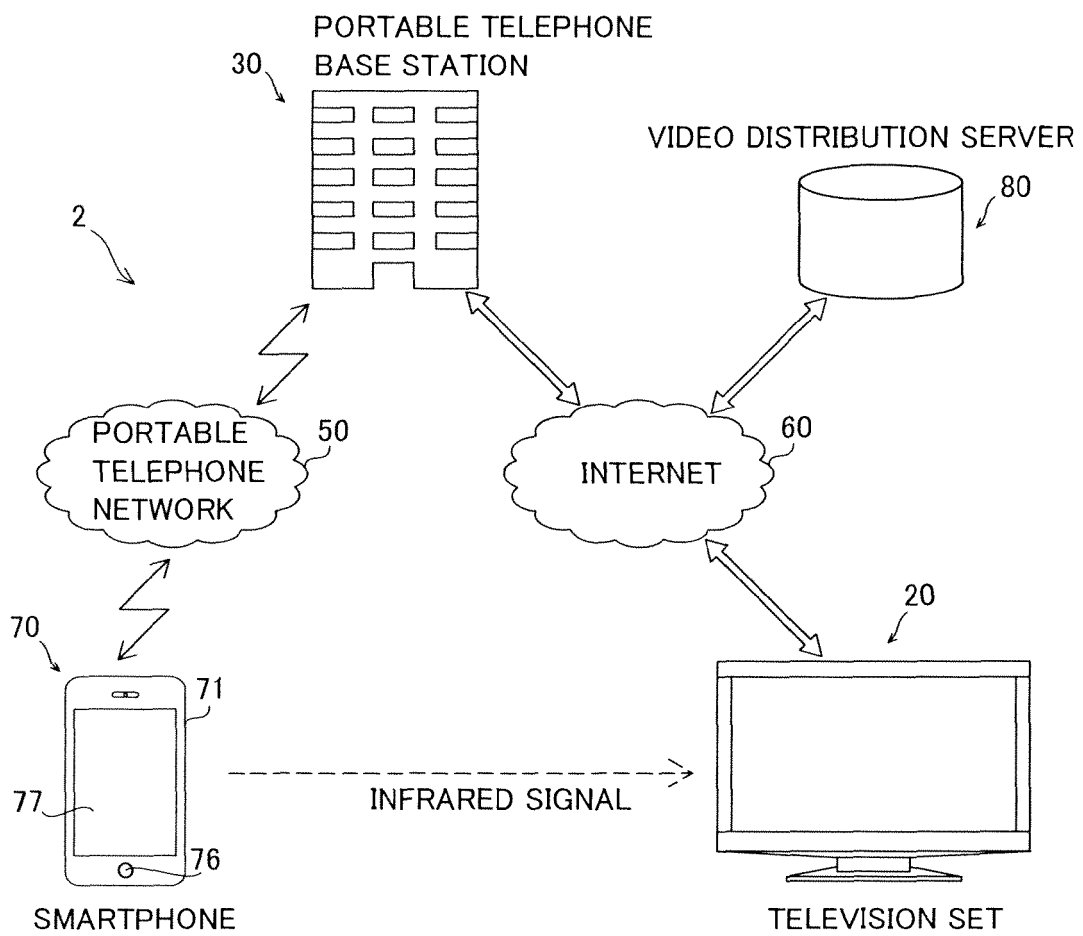 PORTABLE TELEPHONE
BASE STATION
30
VIDEO DISTRIBUTION SERVER
80
2
PORTABLE
TELEPHONE
NETWORK
50
INTERNET
60
20
70
71
77
INFRARED SIGNAL
76
SMARTPHONE
TELEVISION SET